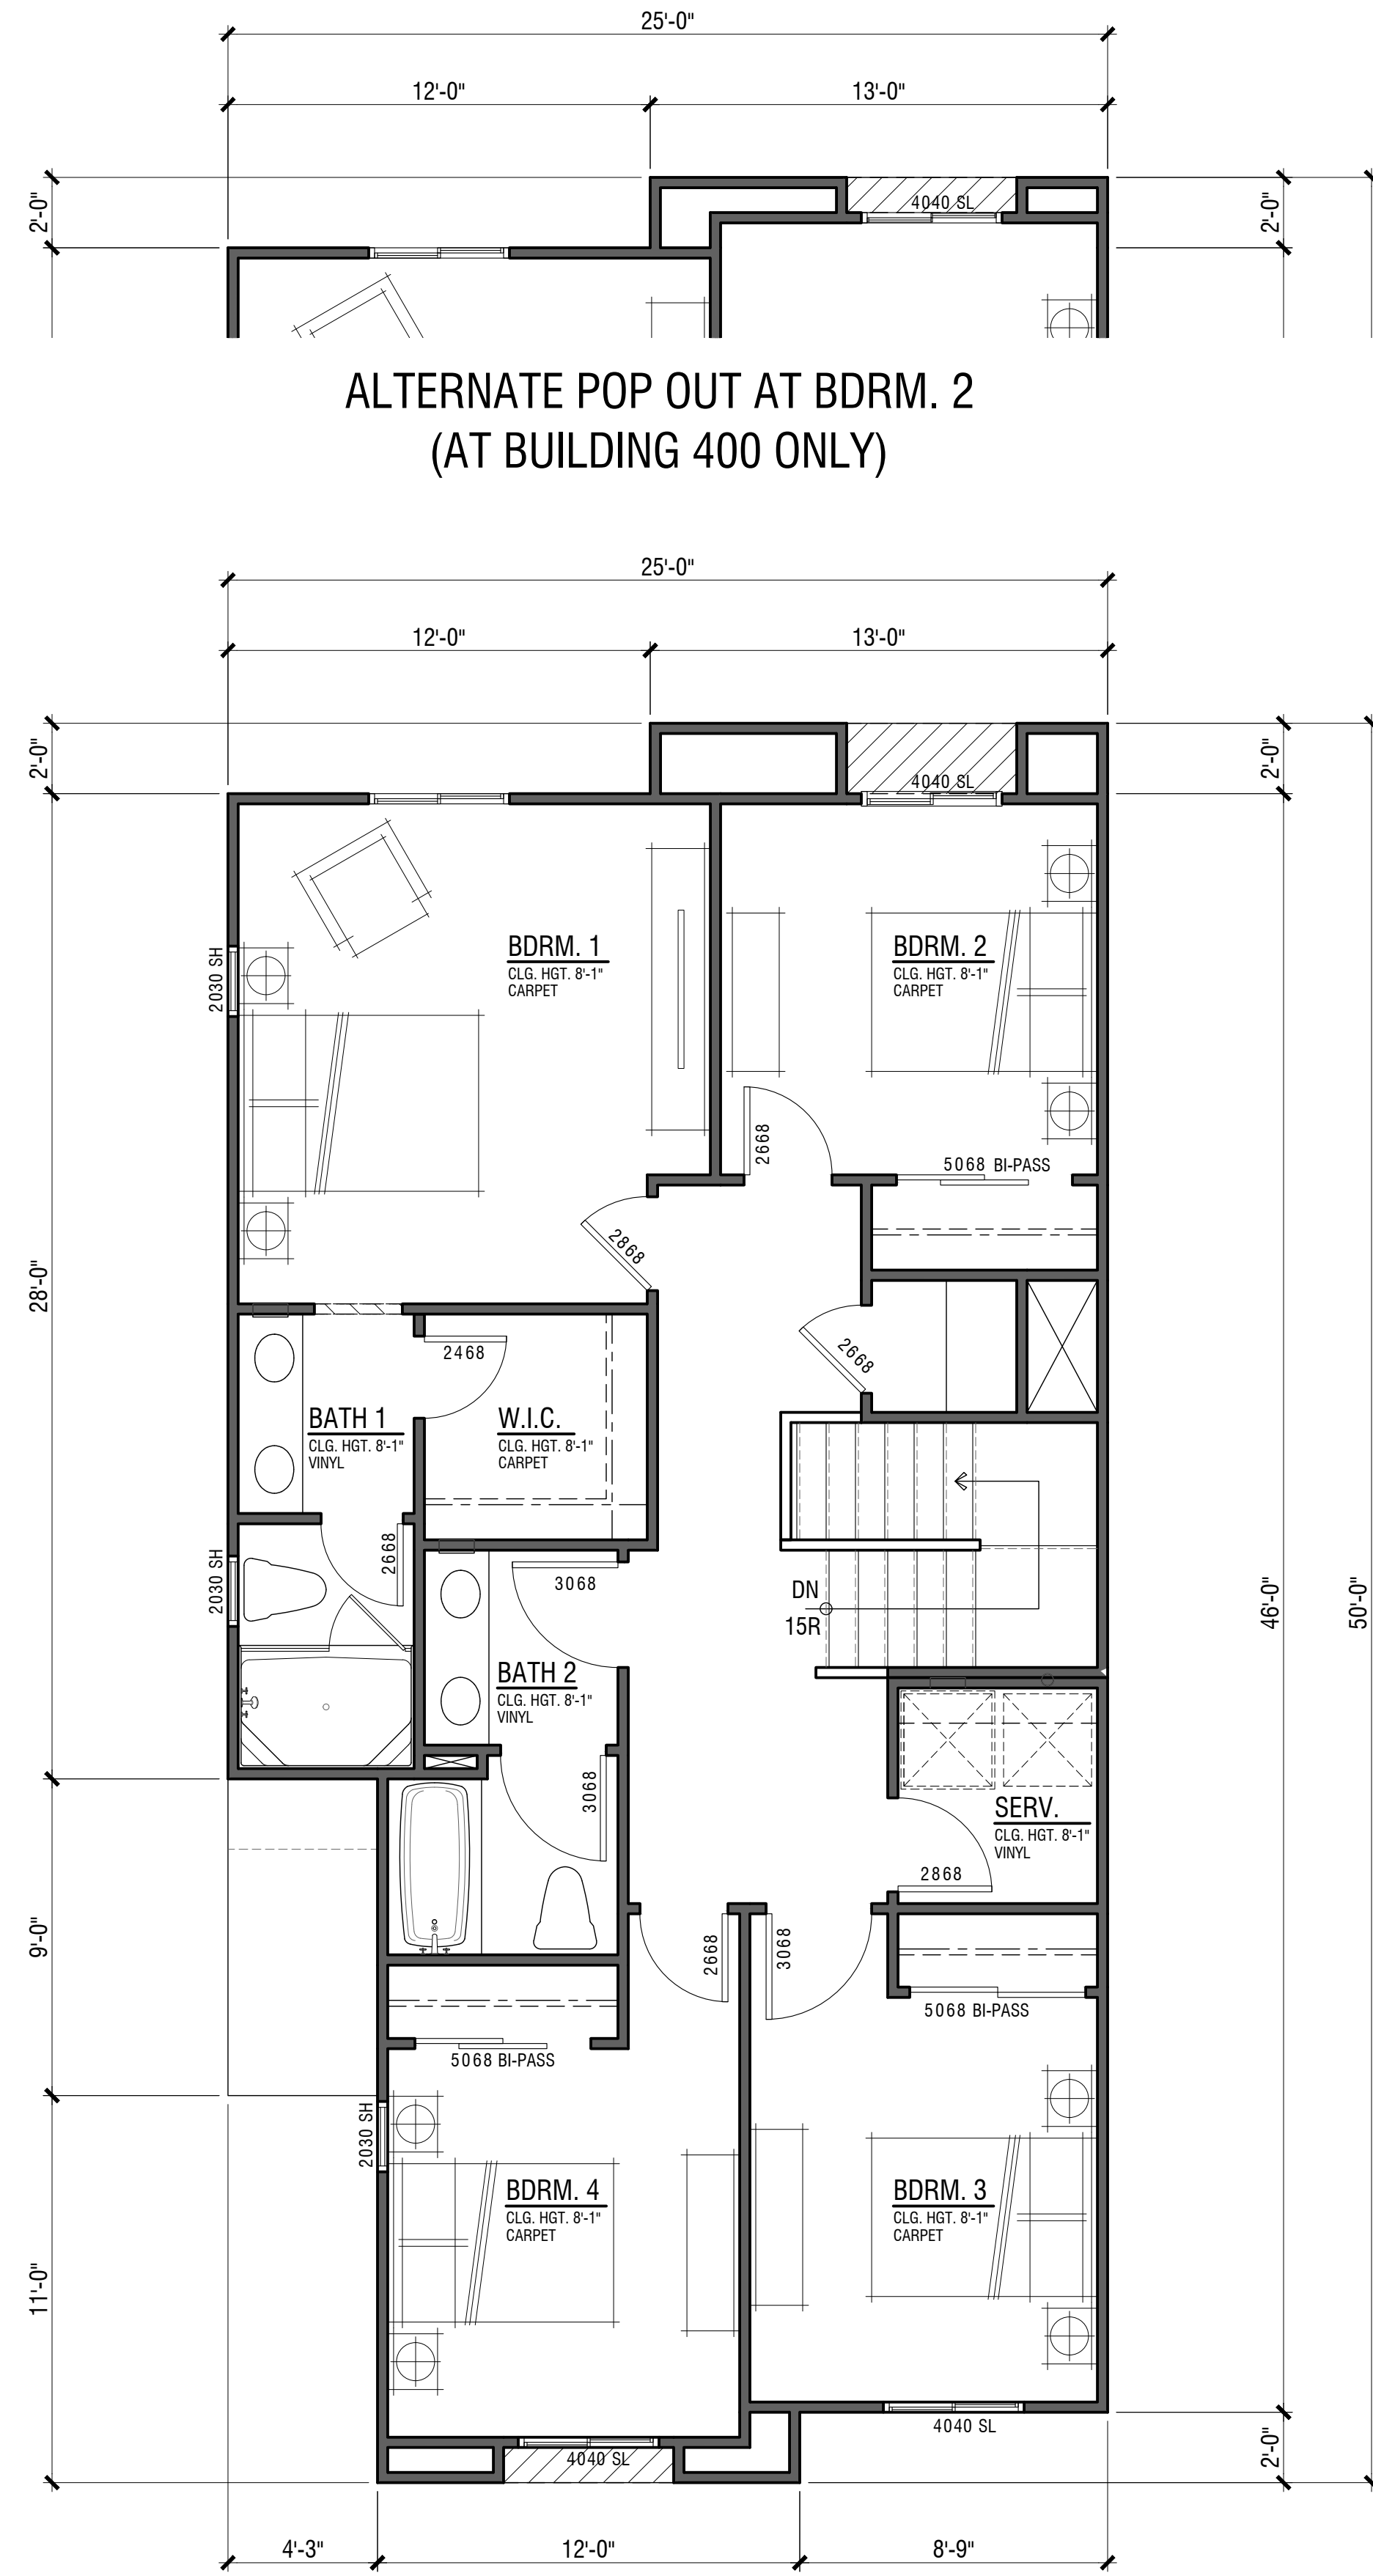 25'-0"
12'-0"
13'-0"
2'-0"
2'-0"
4040 SL
ALTERNATE POP OUT AT BDRM. 2
(AT BUILDING 400 ONLY)
25'-0"
12'-0"
13'-0"
2'-0"
2'-0"
4040 SL
BDRM. 1
CLG. HGT. 8'-1"
CARPET
BDRM. 2
CLG. HGT. 8'-1"
CARPET
2030 SH
2668
5068 BI-PASS
2868
28'-0"
2468
2668
BATH 1
CLG. HGT. 8'-1"
VINYL
W.I.C.
CLG. HGT. 8'-1"
CARPET
2668
2030 SH
3068
DN
15R
46'-0"
50'-0"
BATH 2
CLG. HGT. 8'-1"
VINYL
3068
SERV.
CLG. HGT. 8'-1"
VINYL
2868
9'-0"
2668
3068
5068 BI-PASS
5068 BI-PASS
2030 SH
BDRM. 4
CLG. HGT. 8'-1"
CARPET
BDRM. 3
CLG. HGT. 8'-1"
CARPET
11'-0"
4040 SL
4040 SL
2'-0"
4'-3"
12'-0"
8'-9"